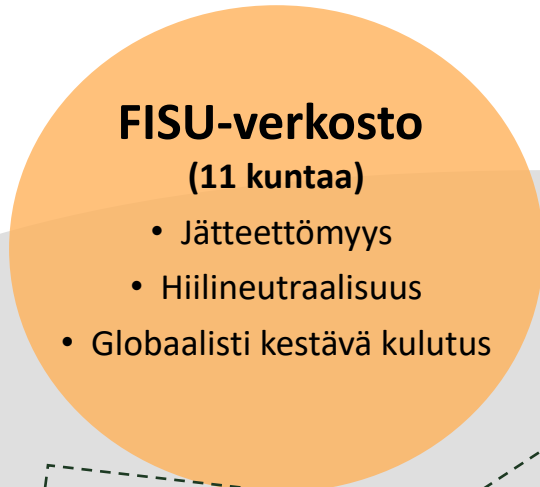 FISU-verkosto
(11 kuntaa)
• Jätteettömyys
• Hiilineutraalisuus
• Globaalisti kestävä kulutus